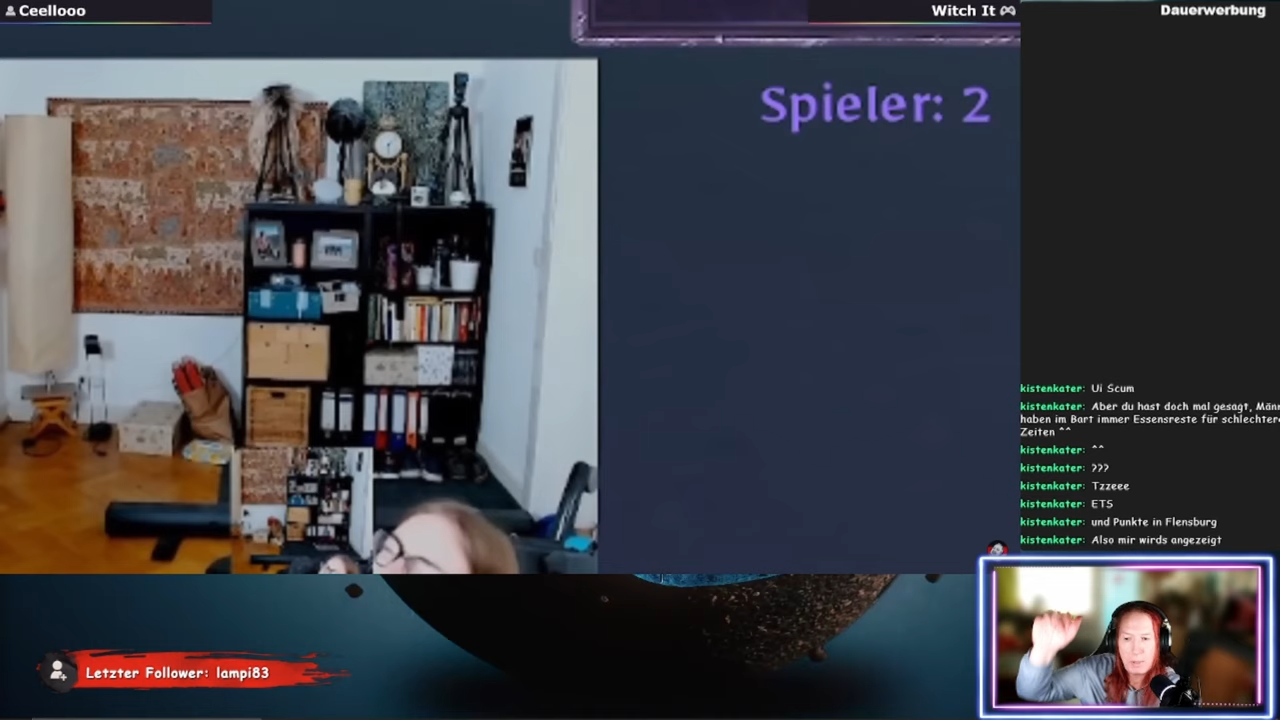 Ceellooo
Witch It
Dauerwerbung
Spieler: 2
kistenkater: Ui Scum
kistenkater: Aber du hast doch mal gesagt, Män
haben im Bart immer Essensreste für schlechter
Zeiten ^^
kistenkater: ^^
kistenkater: ???
kistenkater: Tzzeee
kistenkater: ETS
kistenkater: und Punkte in Flensburg
kistenkater: Also mir wirds angezeigt
Letzter Follower: lampi83